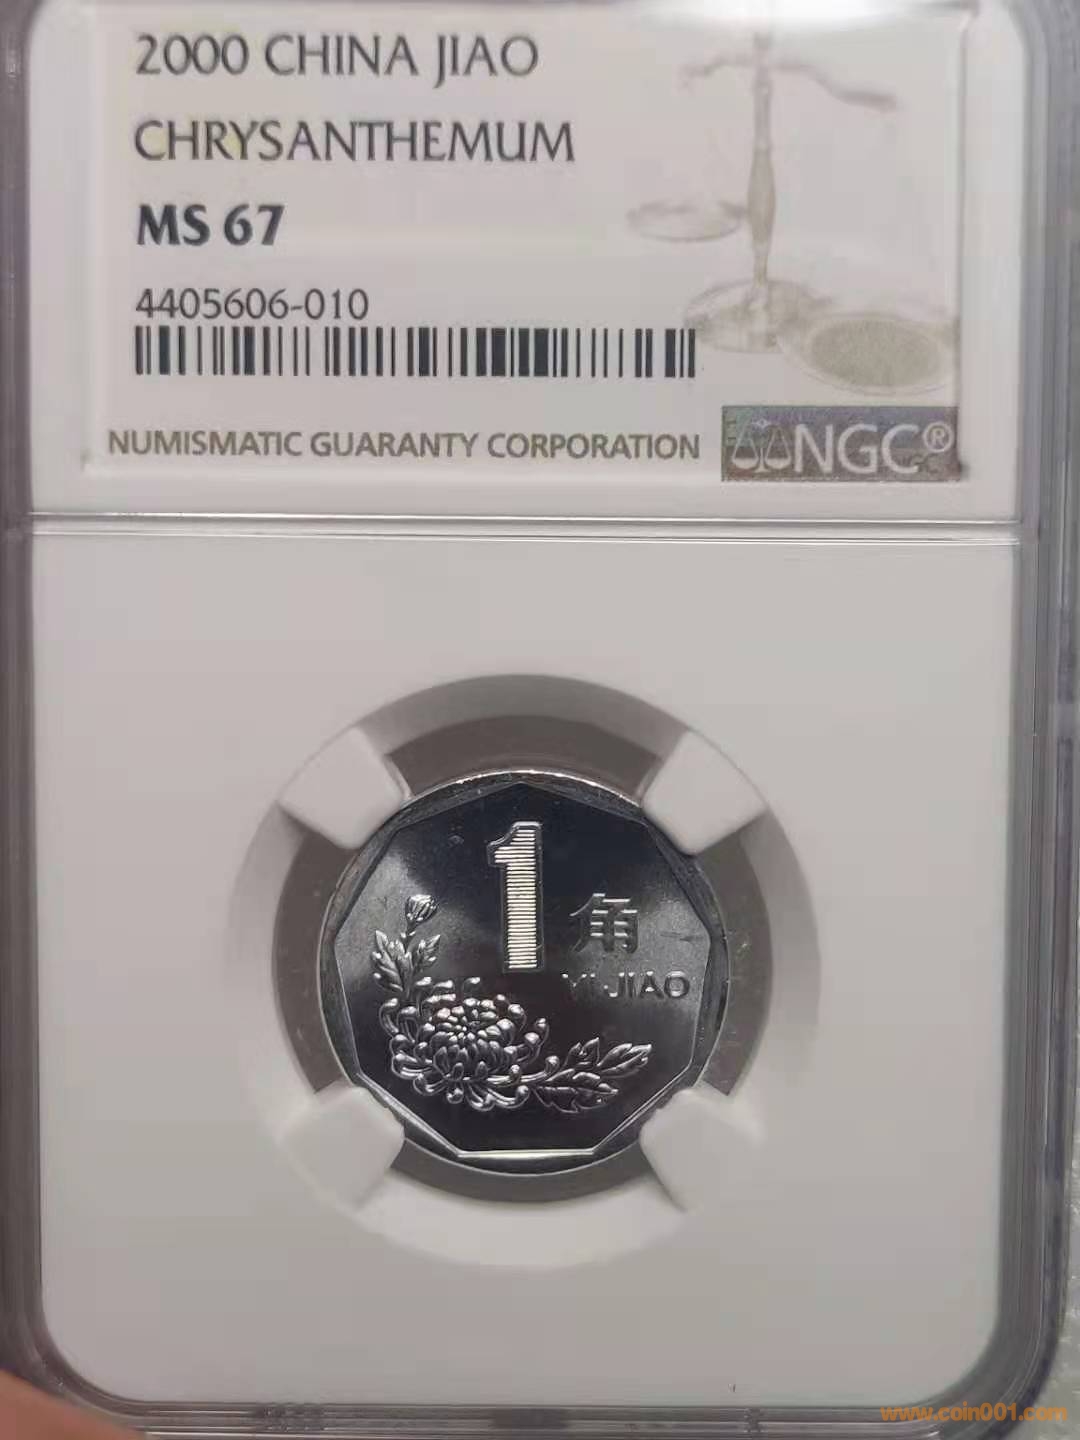 2000 CHINA JIAO
CHRYSANTHEMUM
MS 67
4405606-010
NUMISMATIC GUARANTY CORPORATION
NGC®
NGC
1
角
YI JIAO
www.coin001.com